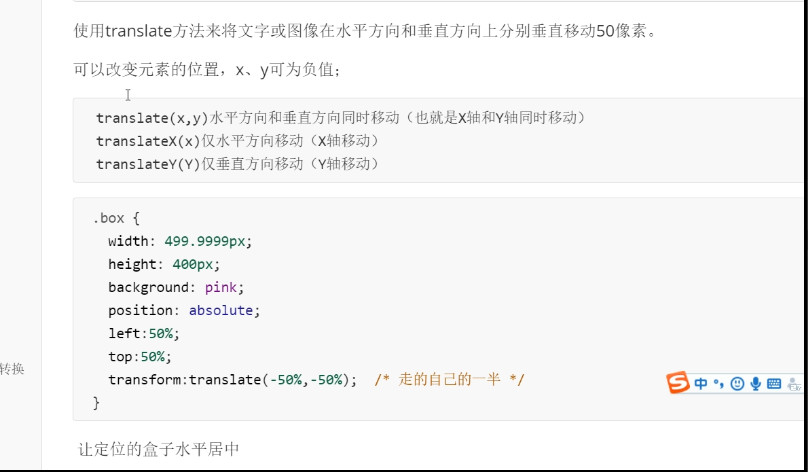 使用translate方法来将文字或图像在水平方向和垂直方向上分别垂直移动50像素。
可以改变元素的位置，x、y可为负值；
translate(x,y)水平方向和垂直方向同时移动（也就是X轴和Y轴同时移动）
translateX(x)仅水平方向移动（X轴移动）
translateY(Y)仅垂直方向移动（Y轴移动）
.box {
width: 499.9999px;
height: 400px;
background: pink;
position: absolute;
left:50%;
top:50%;
转换
transform:translate(-50%,-50%);  /* 走的自己的一半 */
S中
}
让定位的盒子水平居中